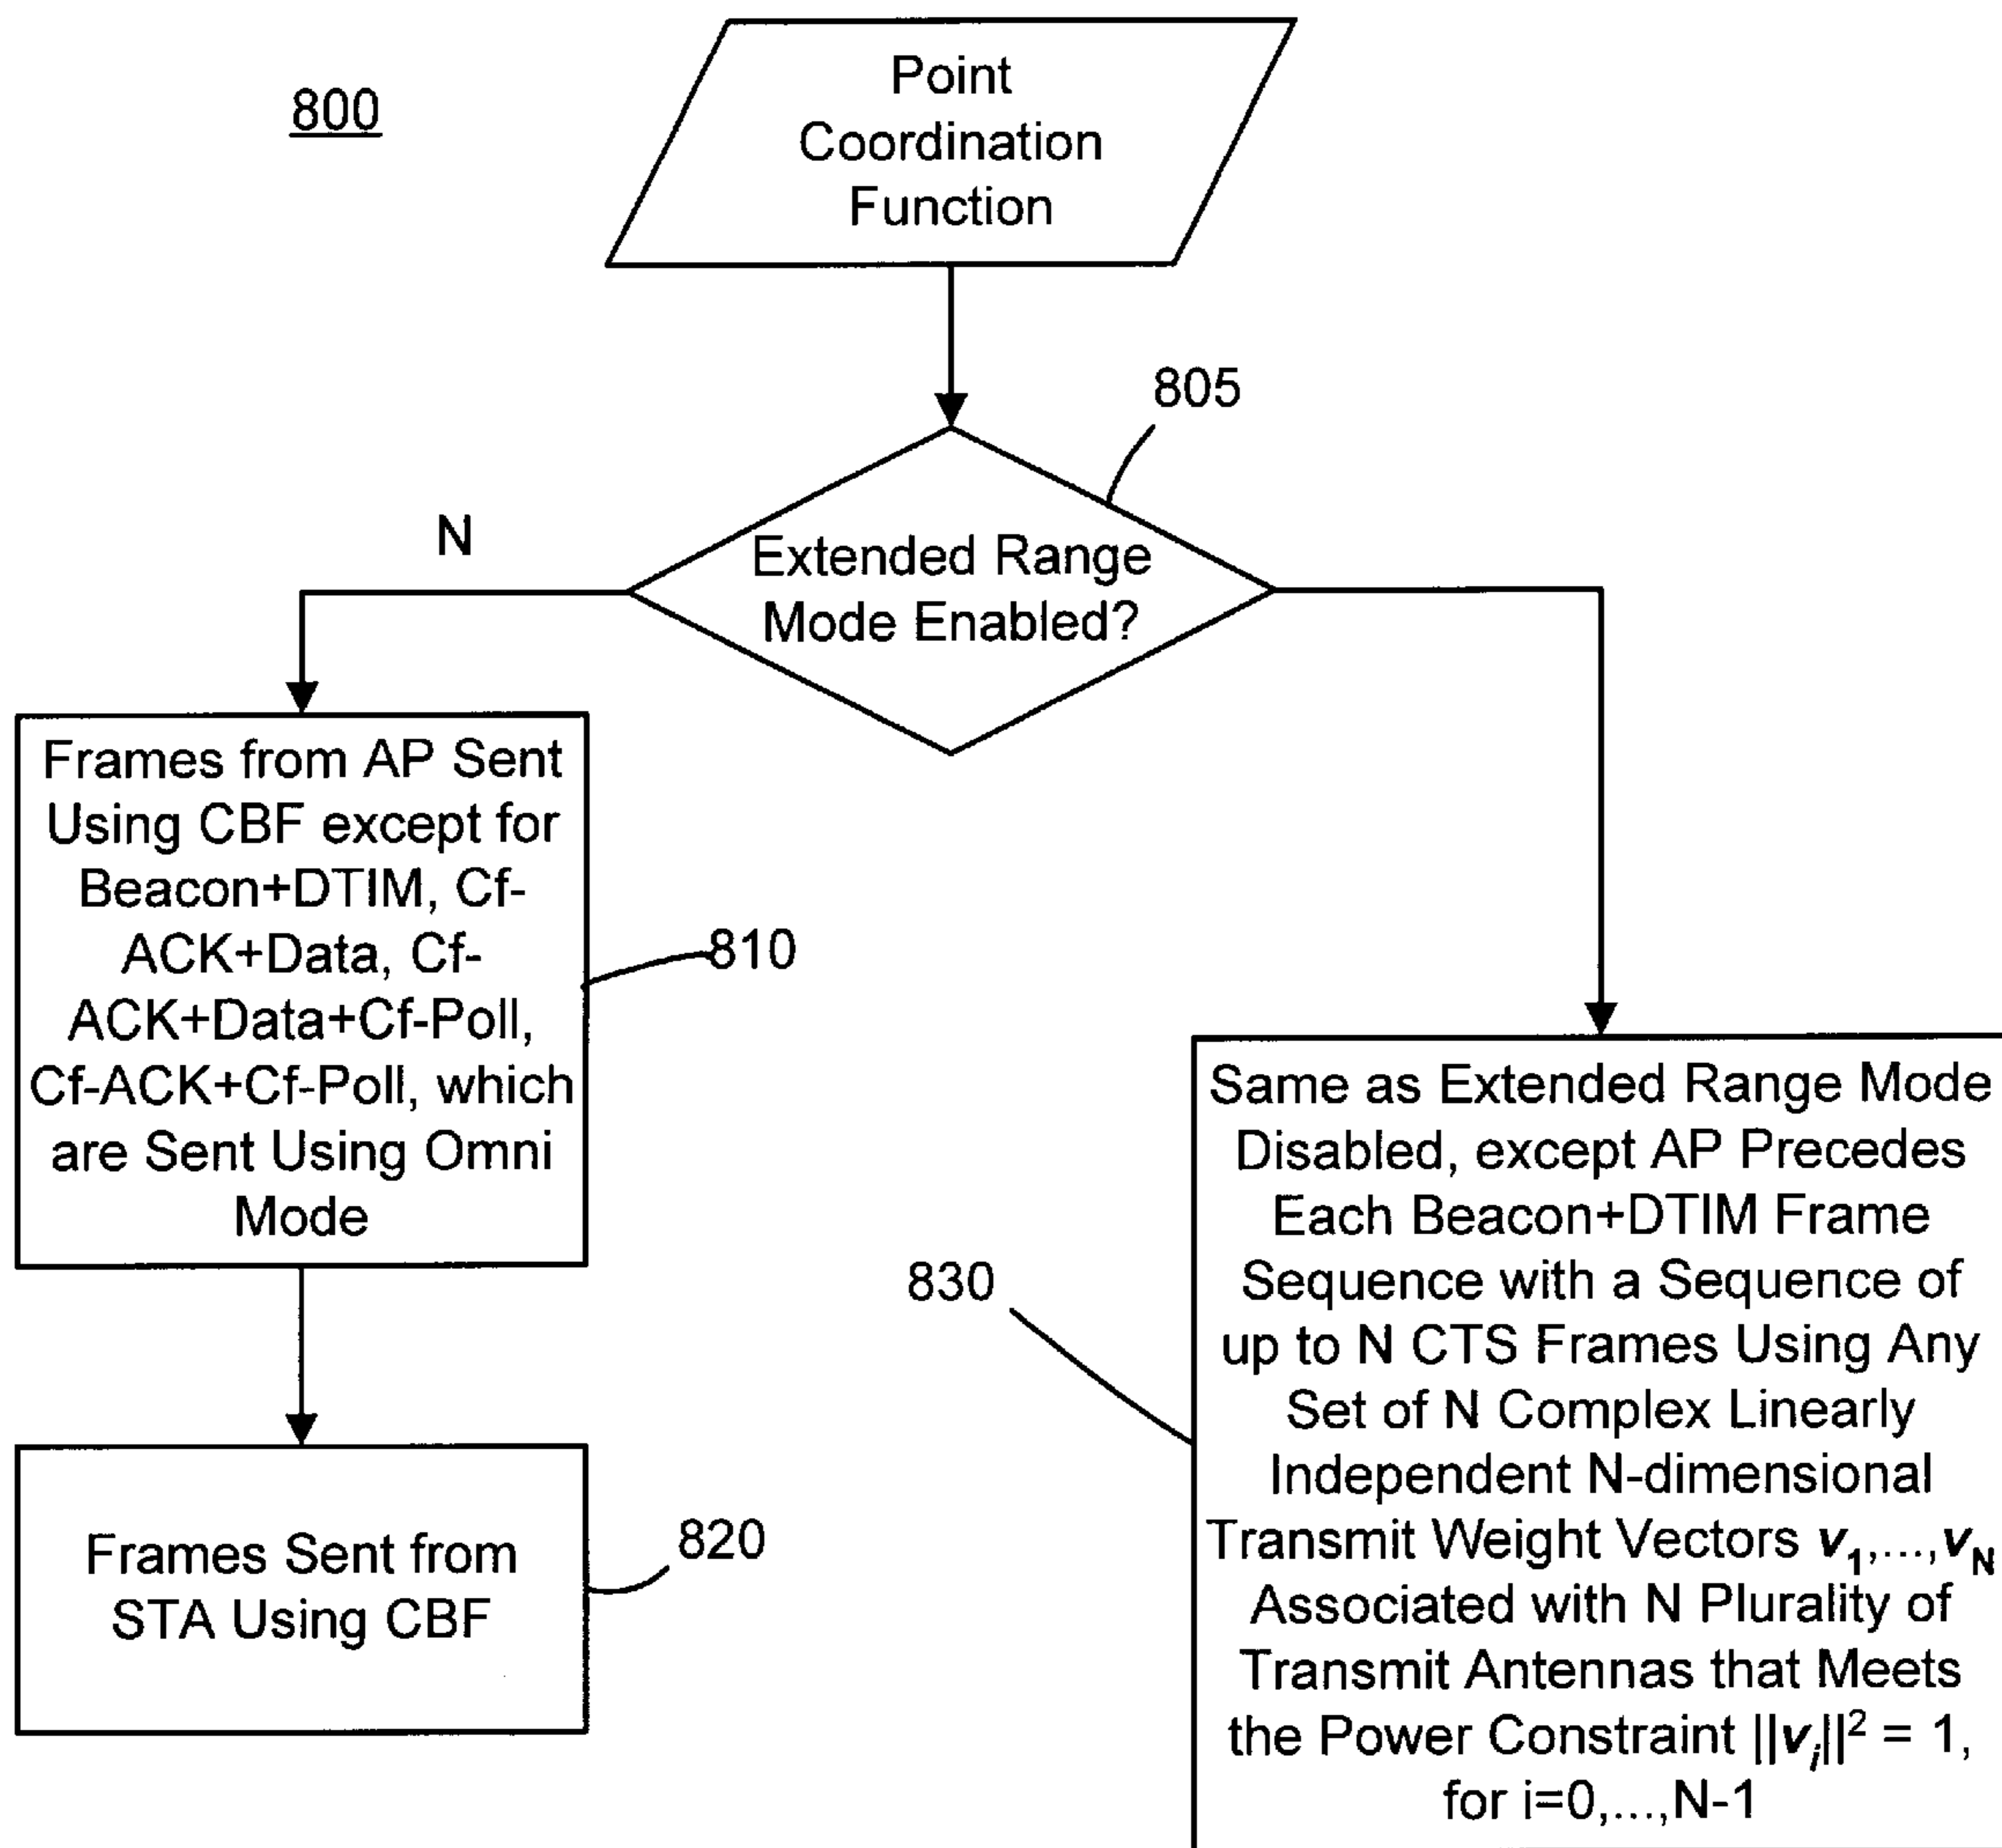 800
Point
Coordination
Function
805
N
Extended Range
Mode Enabled?
Frames from AP Sent
Using CBF except for
Beacon+DTIM, Cf-
ACK+Data, Cf-
ACK+Data+Cf-Poll,
Cf-ACK+Cf-Poll, which
are Sent Using Omni
Mode
810
Frames Sent from
STA Using CBF
820
830
Same as Extended Range Mode
Disabled, except AP Precedes
Each Beacon+DTIM Frame
Sequence with a Sequence of
up to N CTS Frames Using Any
Set of N Complex Linearly
Independent N-dimensional
Transmit Weight Vectors v₁,...,v_N
Associated with N Plurality of
Transmit Antennas that Meets
the Power Constraint ||v_i||² = 1,
for i=0,...,N-1